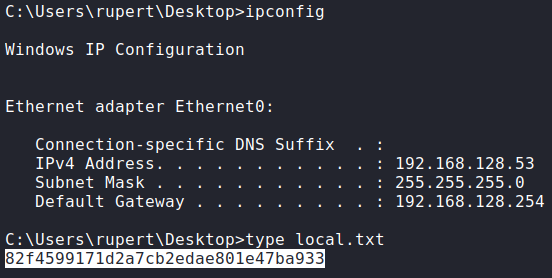 C:\Users\rupert\Desktop>ipconfig
Windows IP Configuration
Ethernet adapter Ethernet0:
   Connection-specific DNS Suffix  . :
   IPv4 Address. . . . . . . . . . . : 192.168.128.53
   Subnet Mask . . . . . . . . . . . : 255.255.255.0
   Default Gateway . . . . . . . . . : 192.168.128.254
C:\Users\rupert\Desktop>type local.txt
82f4599171d2a7cb2edae801e47ba933